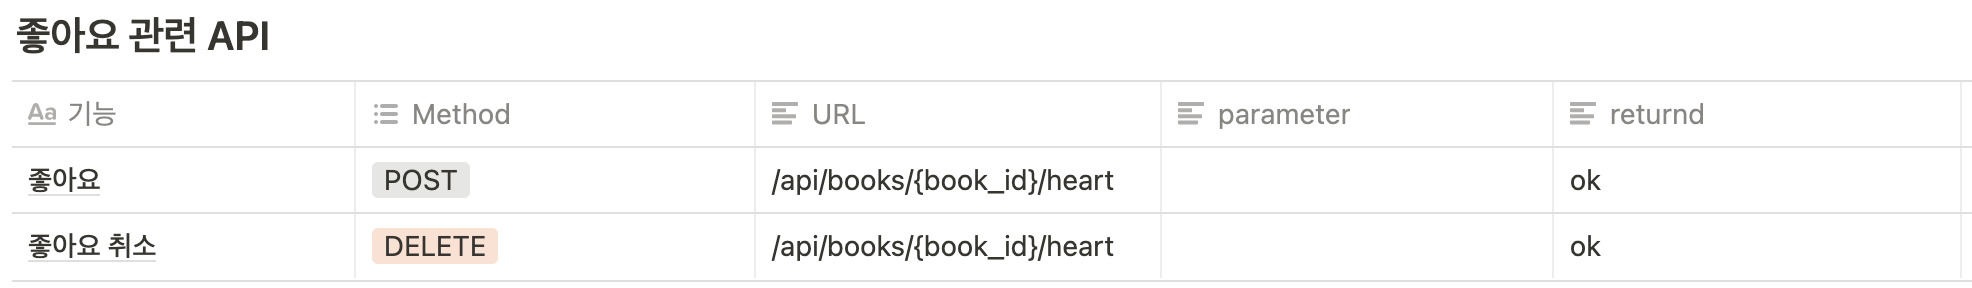 좋아요 관련 API
Aa 기능 Method URL parameter returnd
좋아요 POST /api/books/{book_id}/heart ok
좋아요 취소 DELETE /api/books/{book_id}/heart ok